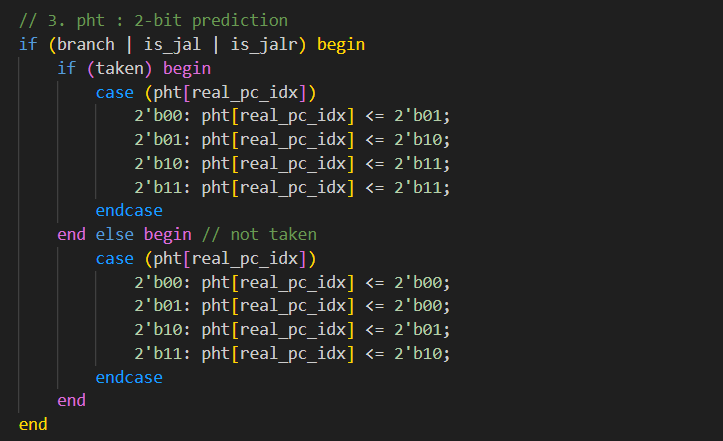 // 3. pht : 2-bit prediction
if (branch | is_jal | is_jalr) begin
    if (taken) begin
        case (pht[real_pc_idx])
            2'b00: pht[real_pc_idx] <= 2'b01;
            2'b01: pht[real_pc_idx] <= 2'b10;
            2'b10: pht[real_pc_idx] <= 2'b11;
            2'b11: pht[real_pc_idx] <= 2'b11;
        endcase
    end else begin // not taken
        case (pht[real_pc_idx])
            2'b00: pht[real_pc_idx] <= 2'b00;
            2'b01: pht[real_pc_idx] <= 2'b00;
            2'b10: pht[real_pc_idx] <= 2'b01;
            2'b11: pht[real_pc_idx] <= 2'b10;
        endcase
    end
end